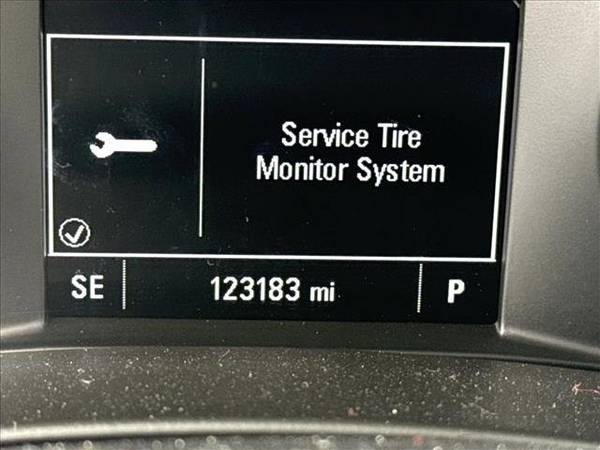 Service Tire
Monitor System
SE
123183 mi
P